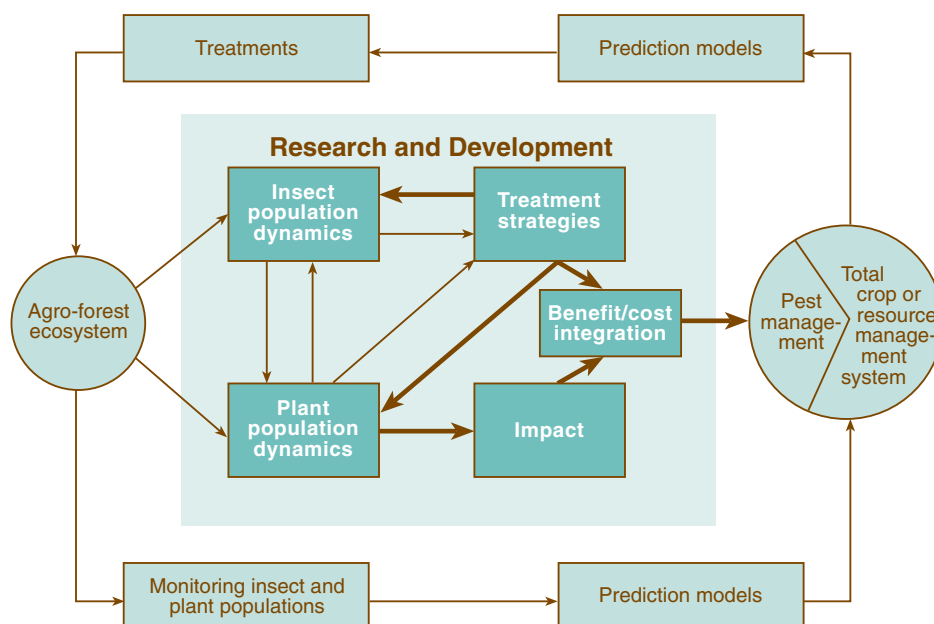 Treatments
Prediction models
Research and Development
Insect
population
dynamics
Treatment
strategies
Agro-forest
ecosystem
Benefit/cost
integration
Pest
manage-
ment
Total
crop or
resource
manage-
ment
system
Plant
population
dynamics
Impact
Monitoring insect and
plant populations
Prediction models